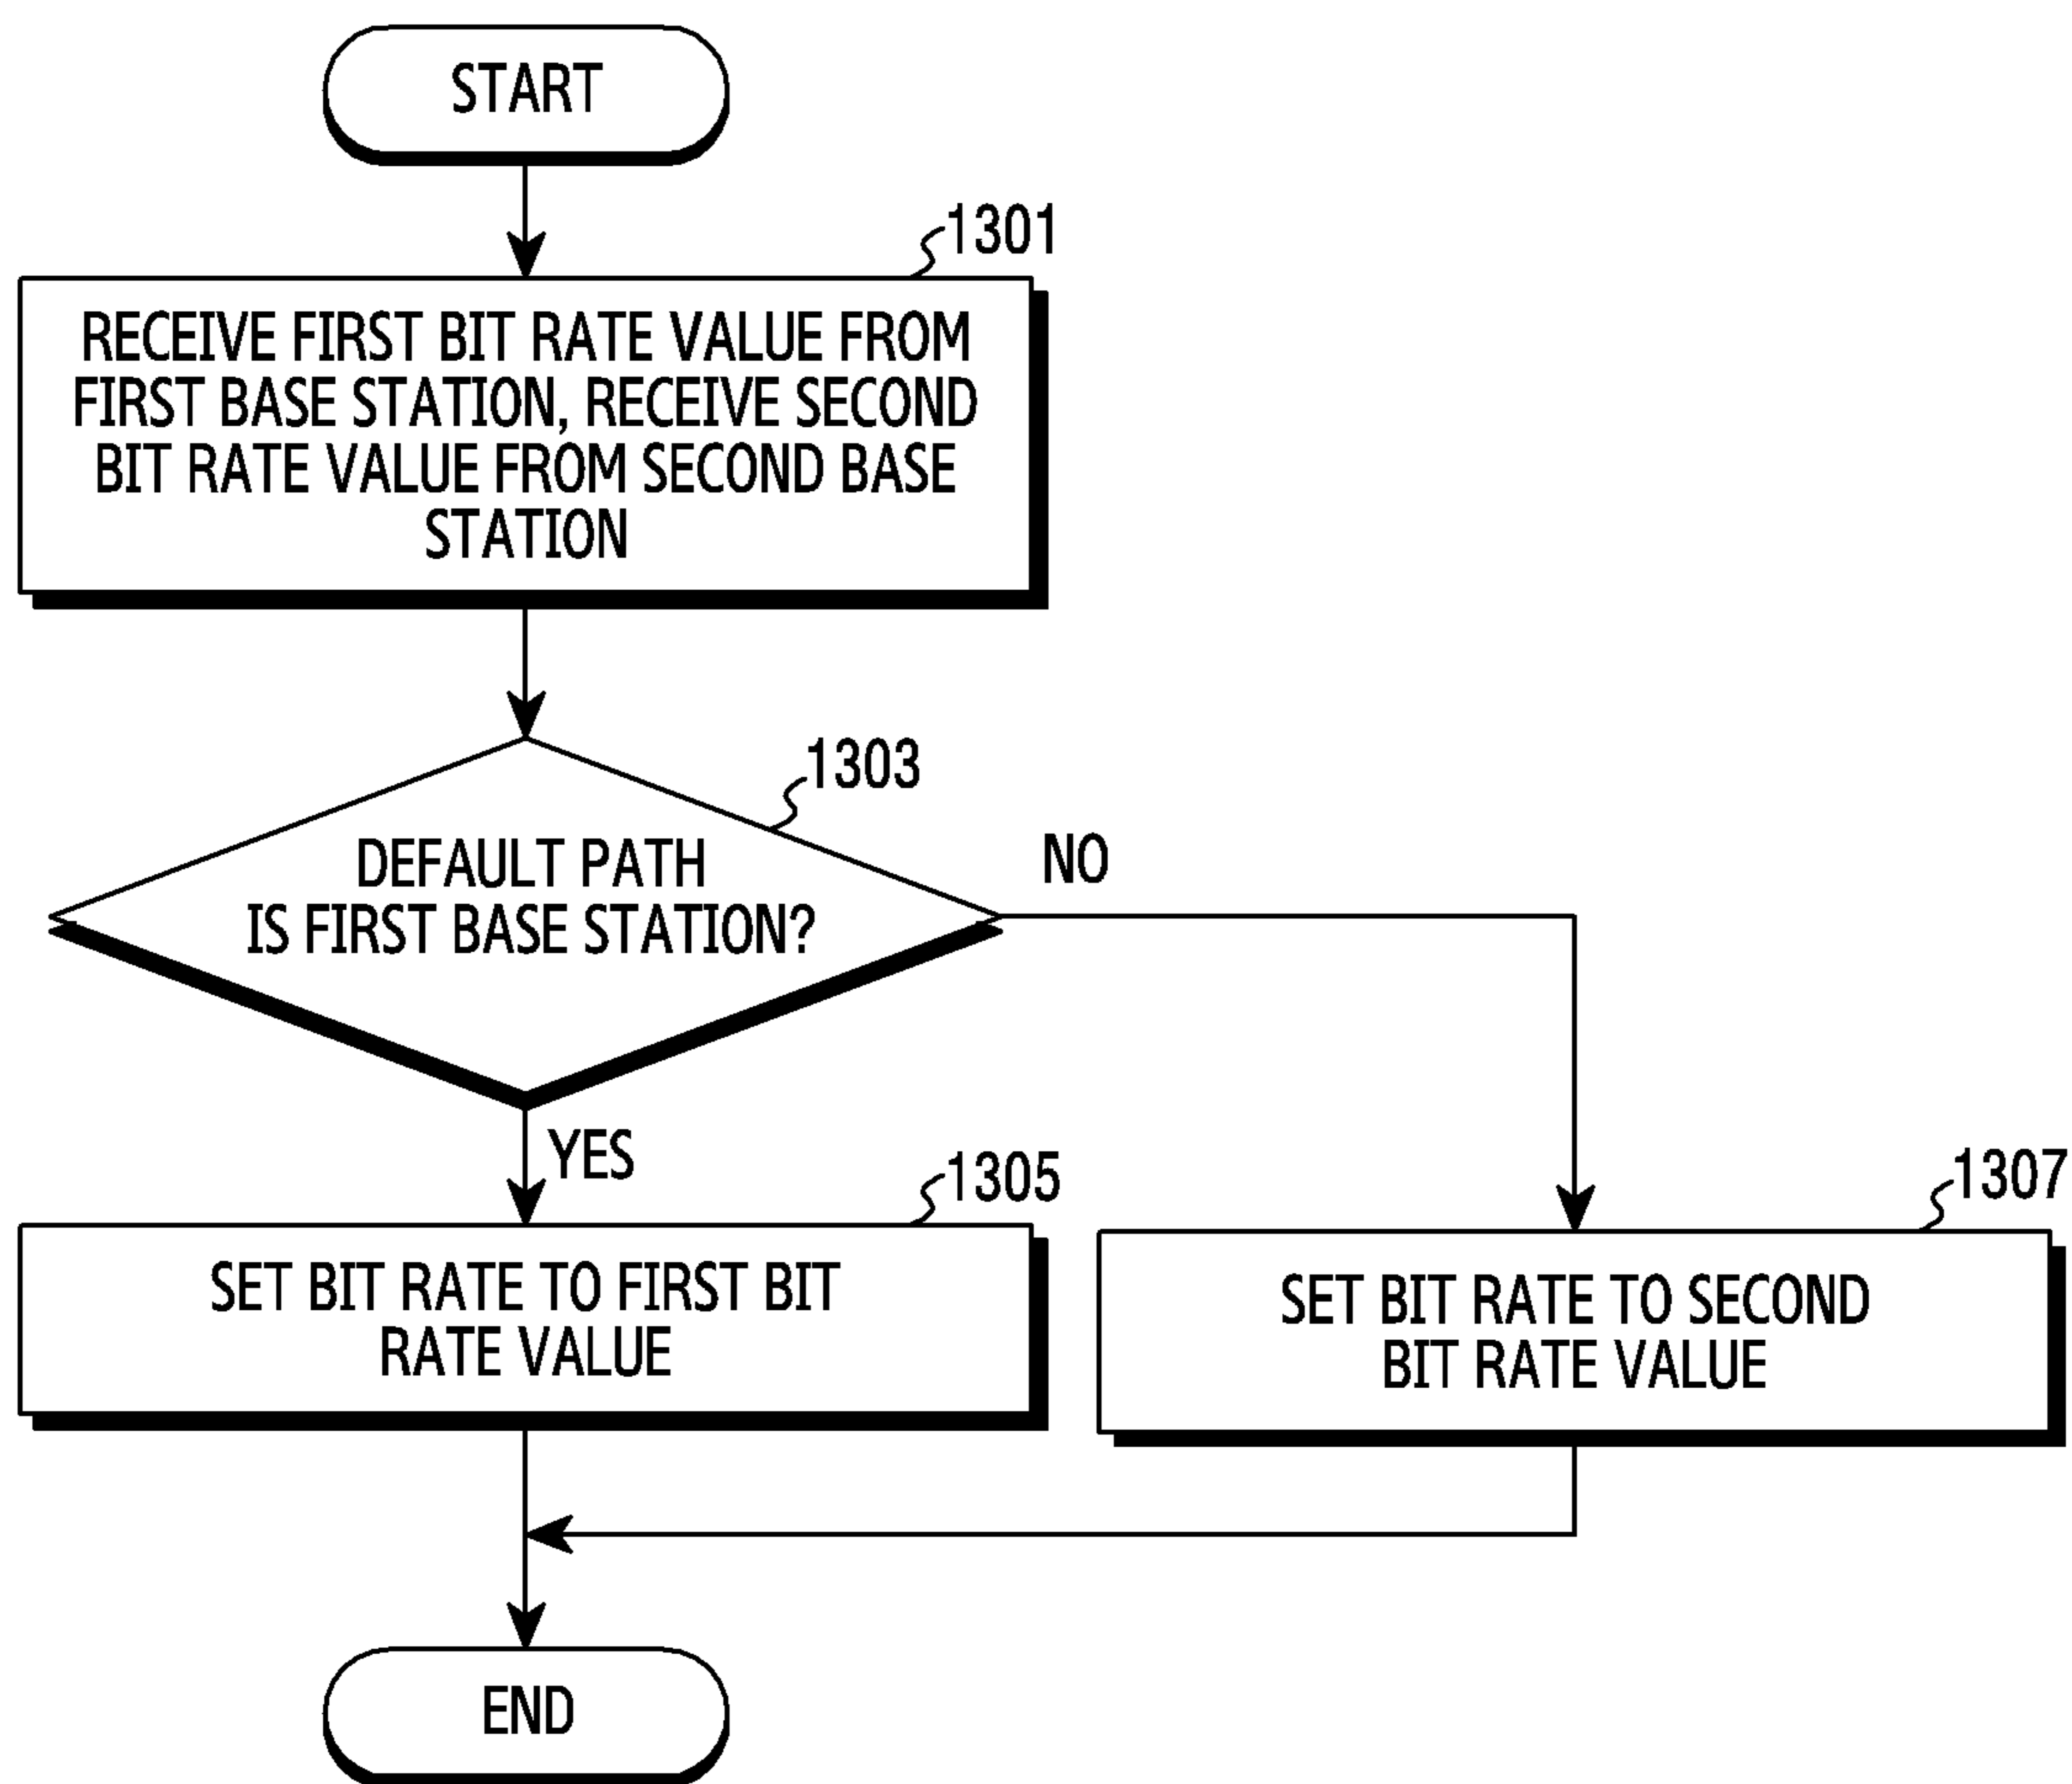 START
1301
RECEIVE FIRST BIT RATE VALUE FROM
FIRST BASE STATION, RECEIVE SECOND
BIT RATE VALUE FROM SECOND BASE
STATION
1303
DEFAULT PATH
IS FIRST BASE STATION?
NO
YES
1305
SET BIT RATE TO FIRST BIT
RATE VALUE
1307
SET BIT RATE TO SECOND
BIT RATE VALUE
END